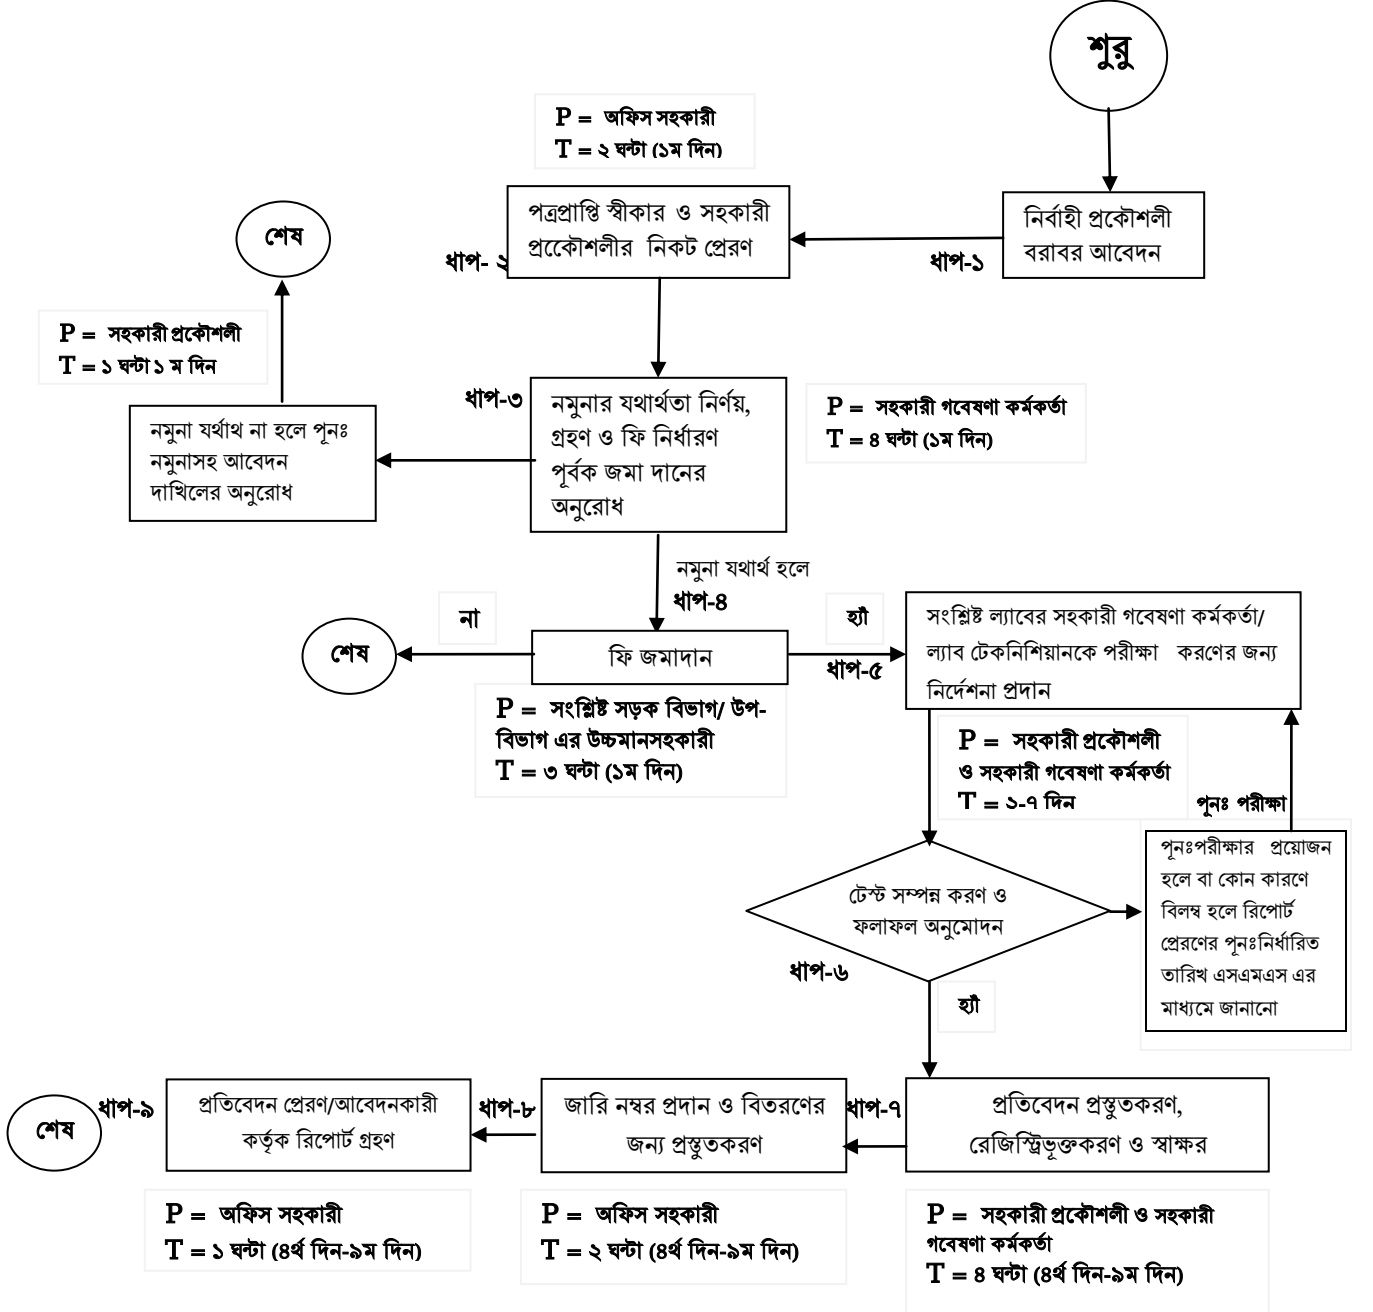 শুরু
P = অফিস সহকারী
T = ২ ঘন্টা (১ম দিন)
নির্বাহী প্রকৌশলী
বরাবর আবেদন
ধাপ-১
পত্রপ্রাপ্তি স্বীকার ও সহকারী
প্রকৌেশলীর নিকট প্রেরণ
ধাপ- ২
শেষ
P = সহকারী প্রকৌশলী
T = ১ ঘন্টা ১ ম দিন
নমুনা যর্থাথ না হলে পূনঃ
নমুনাসহ আবেদন
দাখিলের অনুরোধ
ধাপ-৩
নমুনার যথার্থতা নির্ণয়,
গ্রহণ ও ফি নির্ধারণ
পূর্বক জমা দানের
অনুরোধ
P = সহকারী গবেষণা কর্মকর্তা
T = ৪ ঘন্টা (১ম দিন)
নমুনা যথার্থ হলে
ধাপ-৪
না
শেষ
ফি জমাদান
হ্যাঁ
ধাপ-৫
P = সংশ্লিষ্ট সড়ক বিভাগ/ উপ-
বিভাগ এর উচ্চমানসহকারী
T = ৩ ঘন্টা (১ম দিন)
সংশ্লিষ্ট ল্যাবের সহকারী গবেষণা কর্মকর্তা/
ল্যাব টেকনিশিয়ানকে পরীক্ষা করণের জন্য
নির্দেশনা প্রদান
P = সহকারী প্রকৌশলী
ও সহকারী গবেষণা কর্মকর্তা
T = ১-৭ দিন
পূনঃ পরীক্ষা
পূনঃপরীক্ষার প্রয়োজন
হলে বা কোন কারণে
বিলম্ব হলে রিপোর্ট
প্রেরণের পূনঃনির্ধারিত
তারিখ এসএমএস এর
মাধ্যমে জানানো
টেস্ট সম্পন্ন করণ ও
ফলাফল অনুমোদন
ধাপ-৬
হ্যাঁ
প্রতিবেদন প্রস্তুতকরণ,
রেজিস্ট্রিভূক্তকরণ ও স্বাক্ষর
ধাপ-৭
জারি নম্বর প্রদান ও বিতরণের
জন্য প্রস্তুতকরণ
ধাপ-৮
প্রতিবেদন প্রেরণ/আবেদনকারী
কর্তৃক রিপোর্ট গ্রহণ
ধাপ-৯
শেষ
P = অফিস সহকারী
T = ১ ঘন্টা (৪র্থ দিন-৯ম দিন)
P = অফিস সহকারী
T = ২ ঘন্টা (৪র্থ দিন-৯ম দিন)
P = সহকারী প্রকৌশলী ও সহকারী
গবেষণা কর্মকর্তা
T = ৪ ঘন্টা (৪র্থ দিন-৯ম দিন)